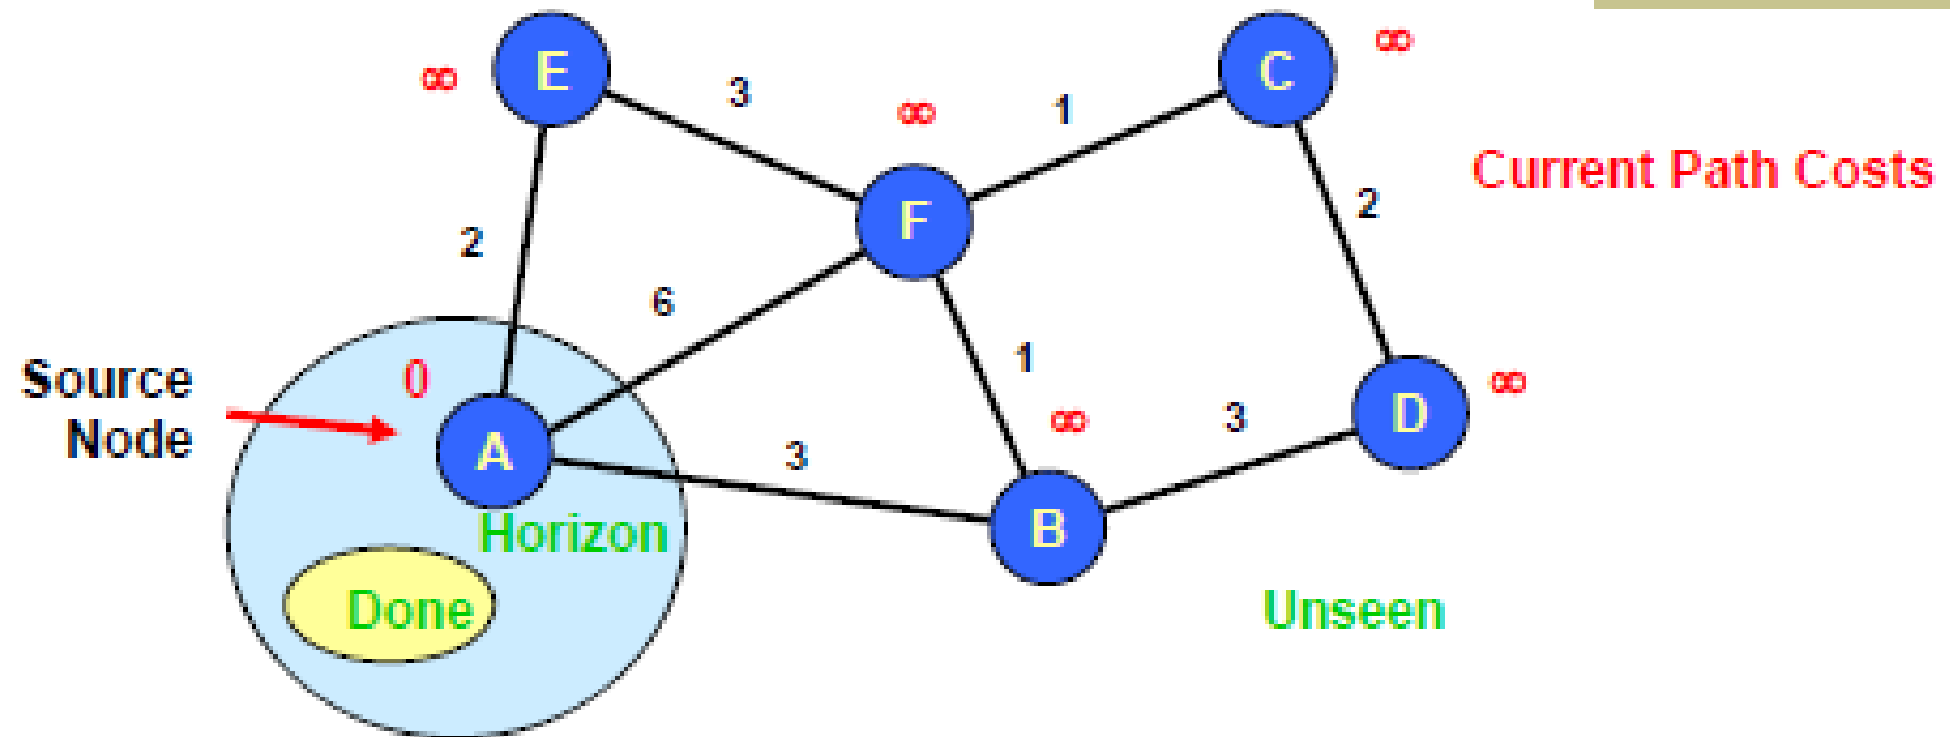 ∞
E
3
∞
1
C
∞
Current Path Costs
2
2
F
6
Source
Node
0
A
3
1
∞
B
3
D
∞
Horizon
Done
Unseen